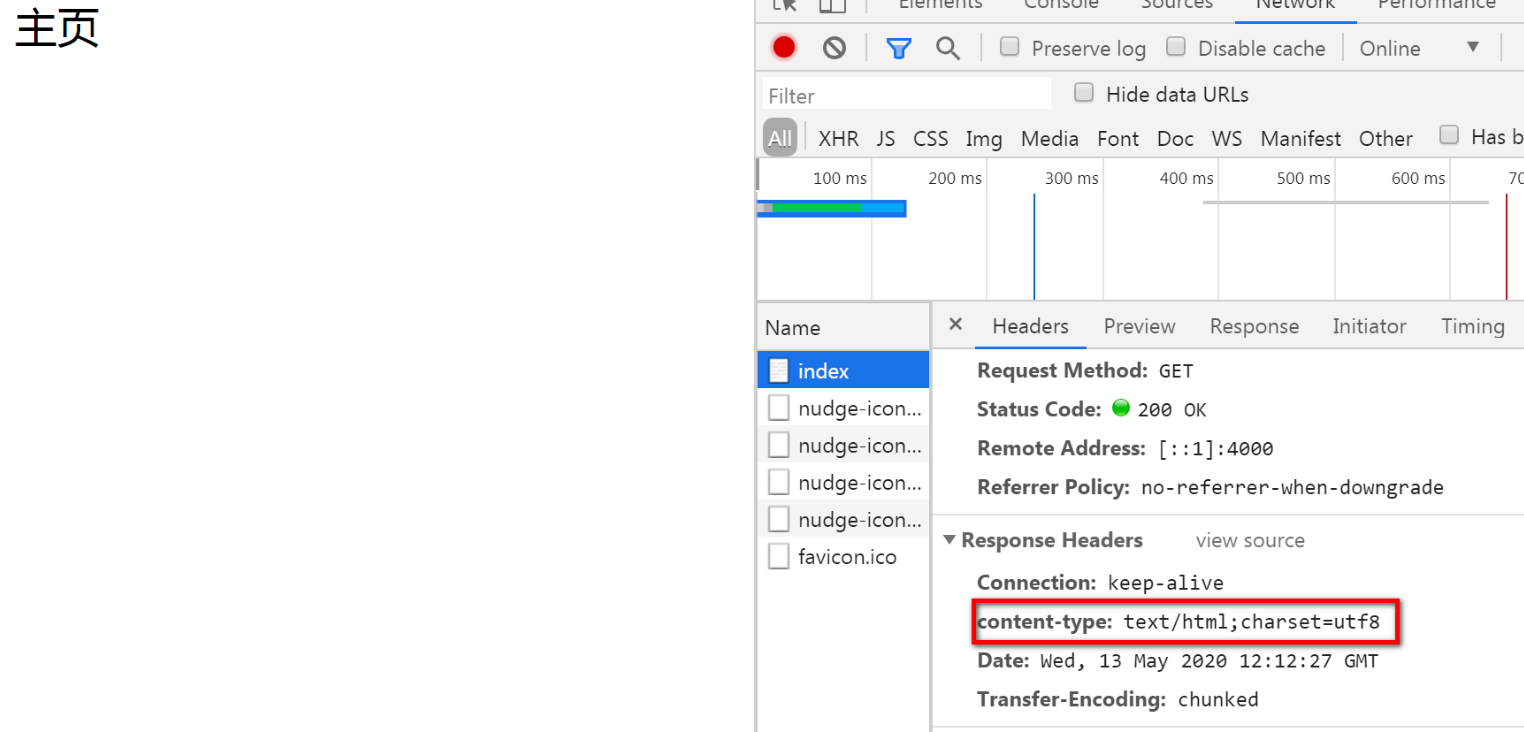 主页
Elements Console Sources Network Performance
Preserve log Disable cache Online
Filter Hide data URLs
All XHR JS CSS Img Media Font Doc WS Manifest Other Has b
100 ms 200 ms 300 ms 400 ms 500 ms 600 ms 70
Name
Headers Preview Response Initiator Timing
index
nudge-icon...
nudge-icon...
nudge-icon...
nudge-icon...
favicon.ico
Request Method: GET
Status Code: 200 OK
Remote Address: [::1]:4000
Referrer Policy: no-referrer-when-downgrade
Response Headers view source
Connection: keep-alive
content-type: text/html;charset=utf8
Date: Wed, 13 May 2020 12:12:27 GMT
Transfer-Encoding: chunked